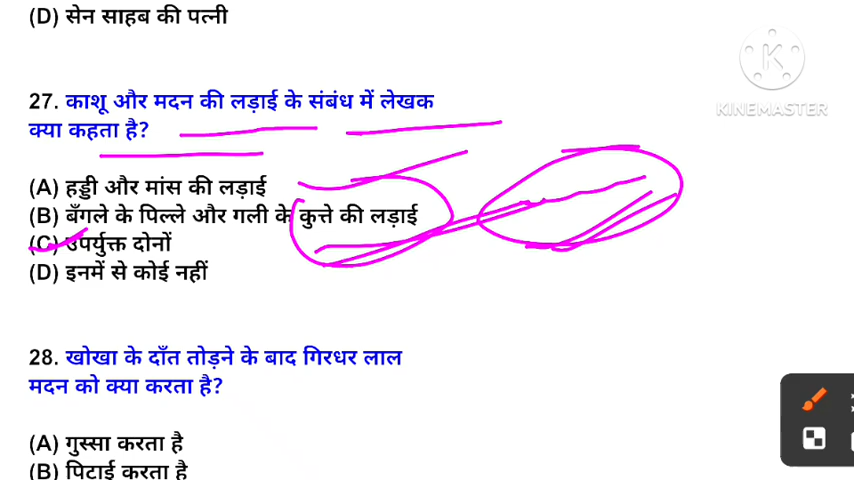 (D) सेन साहब की पत्नी
KINEMASTER
27. काशू और मदन की लड़ाई के संबंध में लेखक
क्या कहता है?
(A) हड्डी और मांस की लड़ाई
(B) बँगले के पिल्ले और गली के कुत्ते की लड़ाई
(C) उपर्युक्त दोनों
(D) इनमें से कोई नहीं
28. खोखा के दाँत तोड़ने के बाद गिरधर लाल
मदन को क्या करता है?
(A) गुस्सा करता है
(B) पिटाई करता है